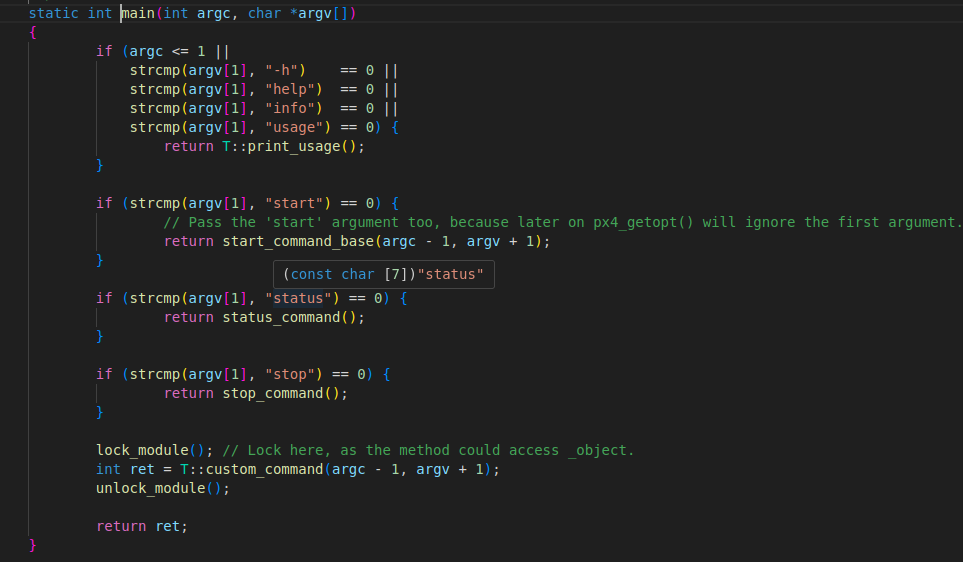 static int main(int argc, char *argv[])
{
if (argc <= 1 ||
strcmp(argv[1], "-h")    == 0 ||
strcmp(argv[1], "help")  == 0 ||
strcmp(argv[1], "info")  == 0 ||
strcmp(argv[1], "usage") == 0) {
return T::print_usage();
}
if (strcmp(argv[1], "start") == 0) {
// Pass the 'start' argument too, because later on px4_getopt() will ignore the first argument.
return start_command_base(argc - 1, argv + 1);
}
(const char [7])"status"
if (strcmp(argv[1], "status") == 0) {
return status_command();
}
if (strcmp(argv[1], "stop") == 0) {
return stop_command();
}
lock_module(); // Lock here, as the method could access _object.
int ret = T::custom_command(argc - 1, argv + 1);
unlock_module();
return ret;
}